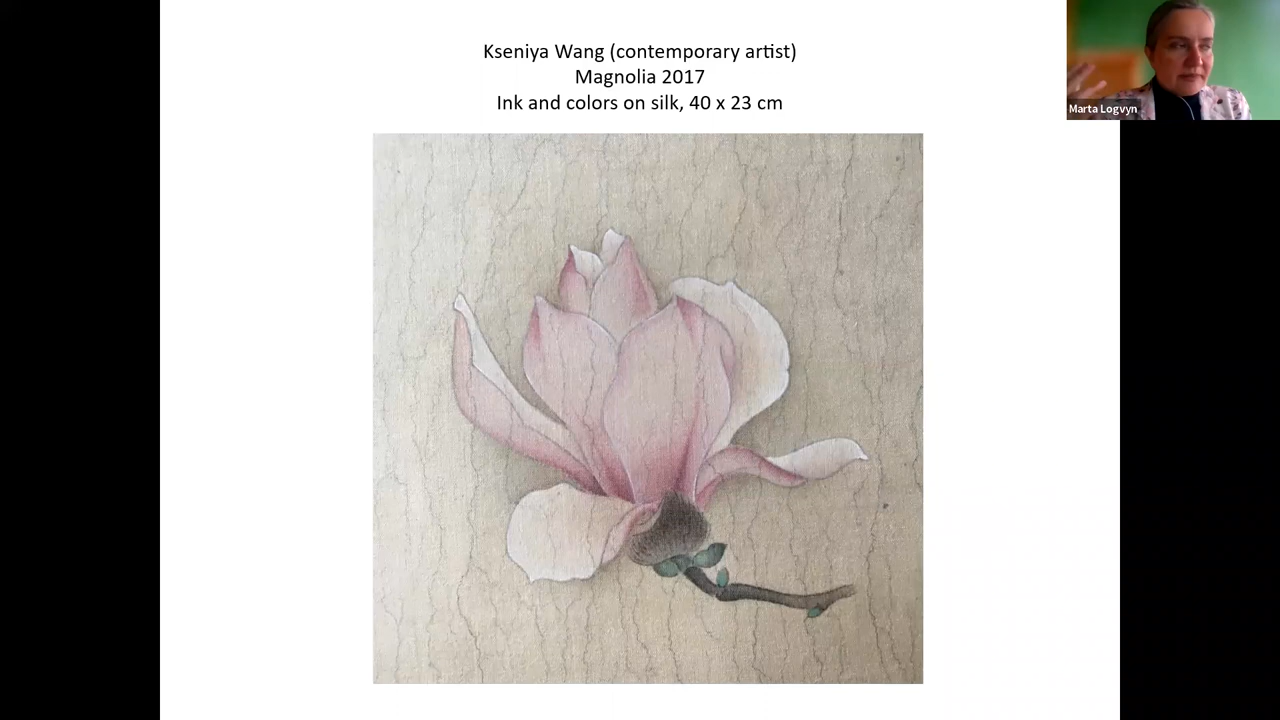 Kseniya Wang (contemporary artist)
Magnolia 2017
Ink and colors on silk, 40 x 23 cm
Marta Logvyn